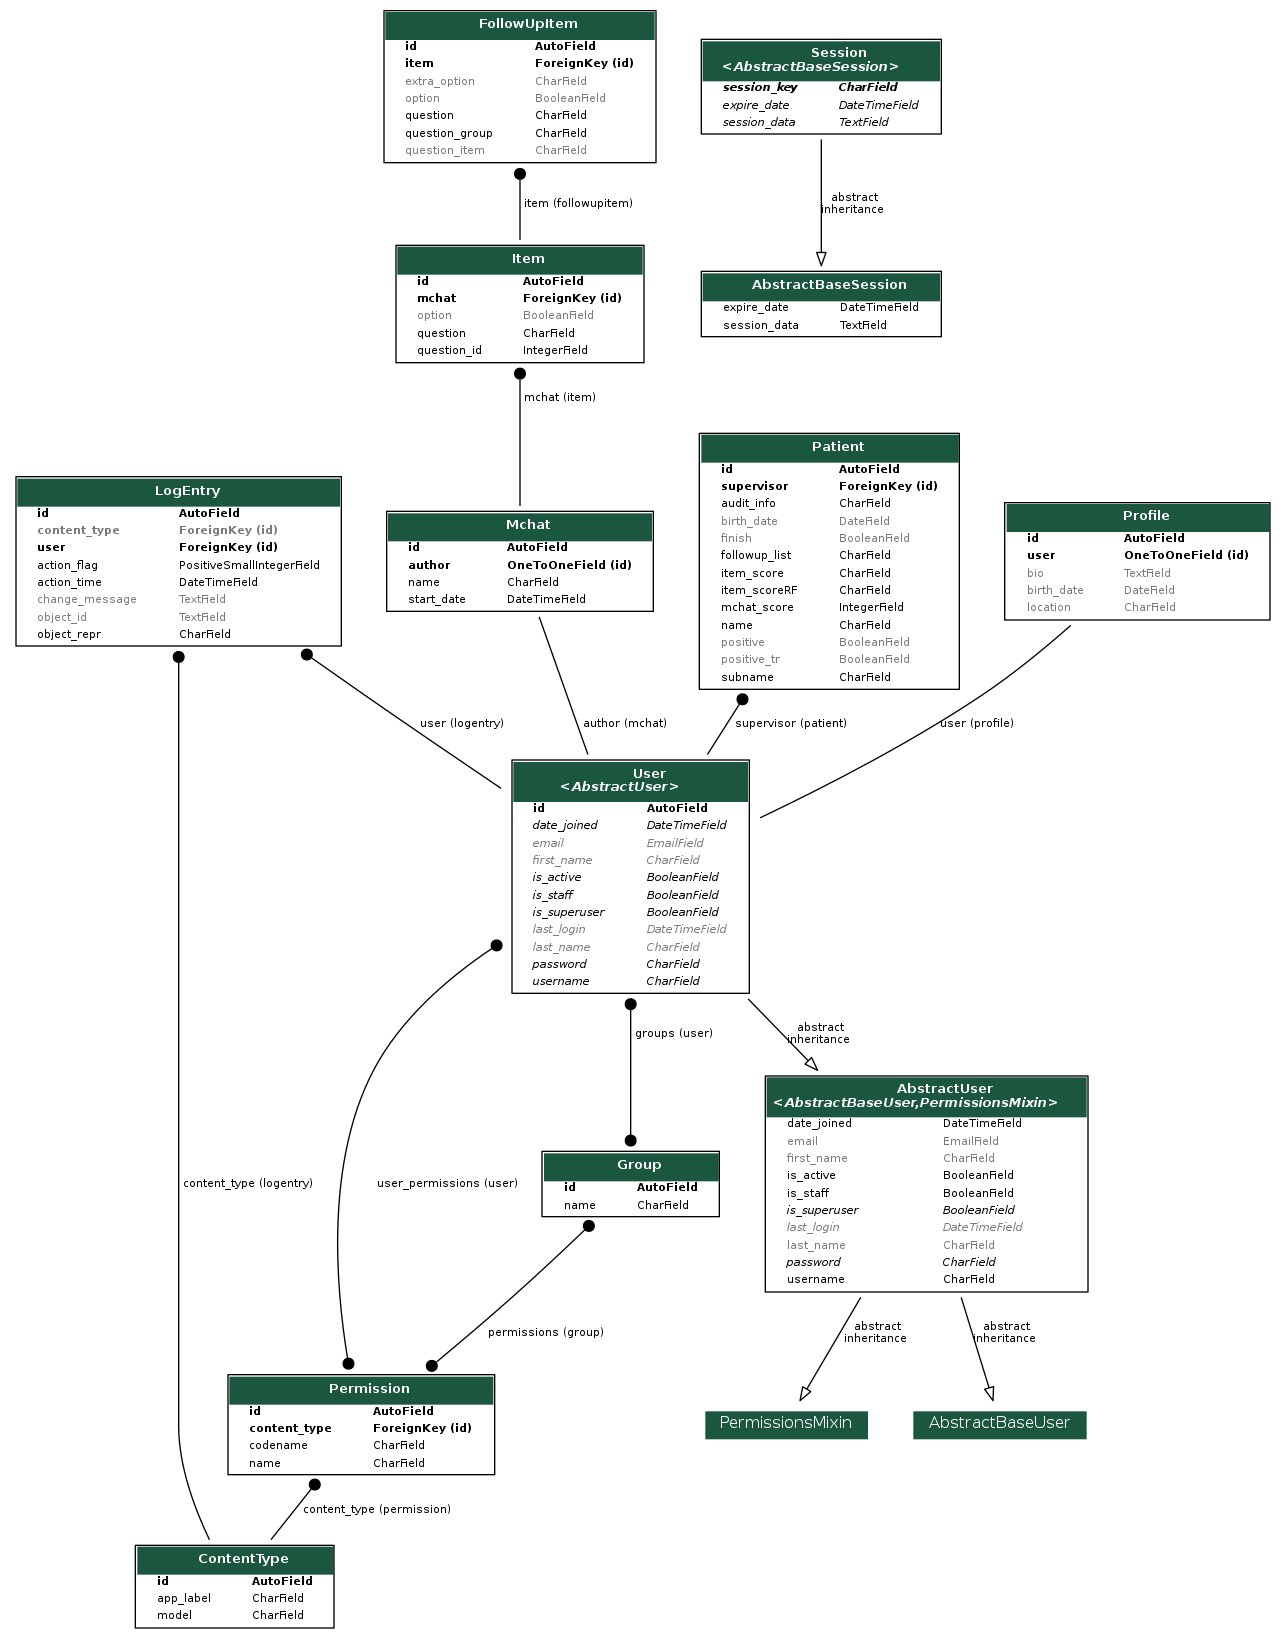 FollowUpItem
id AutoField
item ForeignKey (id)
extra_option CharField
option BooleanField
question CharField
question_group CharField
question_item CharField
Session
<AbstractBaseSession>
session_key CharField
expire_date DateTimeField
session_data TextField
item (followupitem)
abstract
inheritance
Item
id AutoField
mchat ForeignKey (id)
option BooleanField
question CharField
question_id IntegerField
AbstractBaseSession
expire_date DateTimeField
session_data TextField
mchat (item)
LogEntry
id AutoField
content_type ForeignKey (id)
user ForeignKey (id)
action_flag PositiveSmallIntegerField
action_time DateTimeField
change_message TextField
object_id TextField
object_repr CharField
Mchat
id AutoField
author OneToOneField (id)
name CharField
start_date DateTimeField
Patient
id AutoField
supervisor ForeignKey (id)
audit_info CharField
birth_date DateField
finish BooleanField
followup_list CharField
item_score CharField
item_scoreRF CharField
mchat_score IntegerField
name CharField
positive BooleanField
positive_tr BooleanField
subname CharField
Profile
id AutoField
user OneToOneField (id)
bio TextField
birth_date DateField
location CharField
user (logentry)
author (mchat)
supervisor (patient)
user (profile)
User
<AbstractUser>
id AutoField
date_joined DateTimeField
email EmailField
first_name CharField
is_active BooleanField
is_staff BooleanField
is_superuser BooleanField
last_login DateTimeField
last_name CharField
password CharField
username CharField
groups (user)
abstract
inheritance
AbstractUser
<AbstractBaseUser,PermissionsMixin>
date_joined DateTimeField
email EmailField
first_name CharField
is_active BooleanField
is_staff BooleanField
is_superuser BooleanField
last_login DateTimeField
last_name CharField
password CharField
username CharField
content_type (logentry)
user_permissions (user)
Group
id AutoField
name CharField
permissions (group)
abstract
inheritance
abstract
inheritance
Permission
id AutoField
content_type ForeignKey (id)
codename CharField
name CharField
PermissionsMixin
AbstractBaseUser
content_type (permission)
ContentType
id AutoField
app_label CharField
model CharField